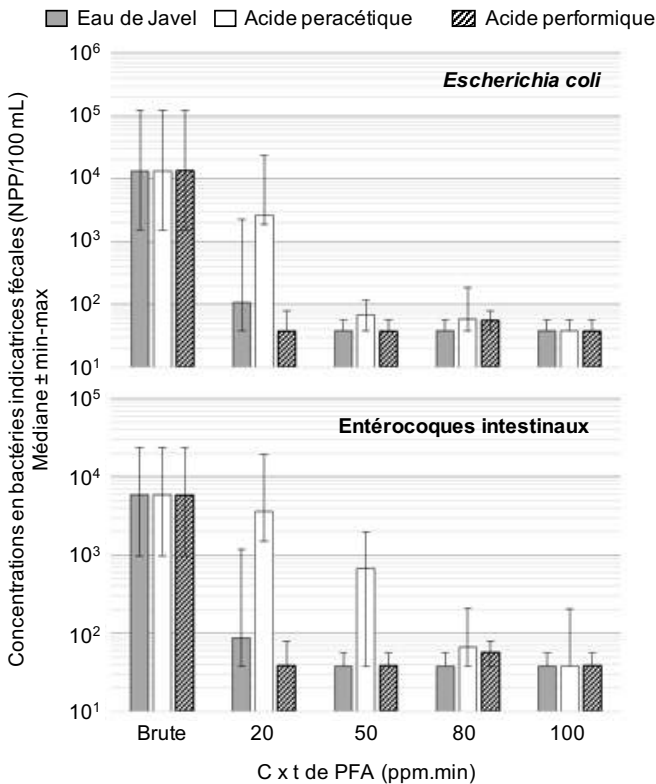 Eau de Javel Acide peracétique Acide performique
Concentrations en bactéries indicatrices fécales (NPP/100 mL)
Médiane ± min-max
10⁶
Escherichia coli
10⁵
10⁴
10³
10²
10¹
10⁵
Entérocoques intestinaux
10⁴
10³
10²
10¹
Brute 20 50 80 100
C x t de PFA (ppm.min)